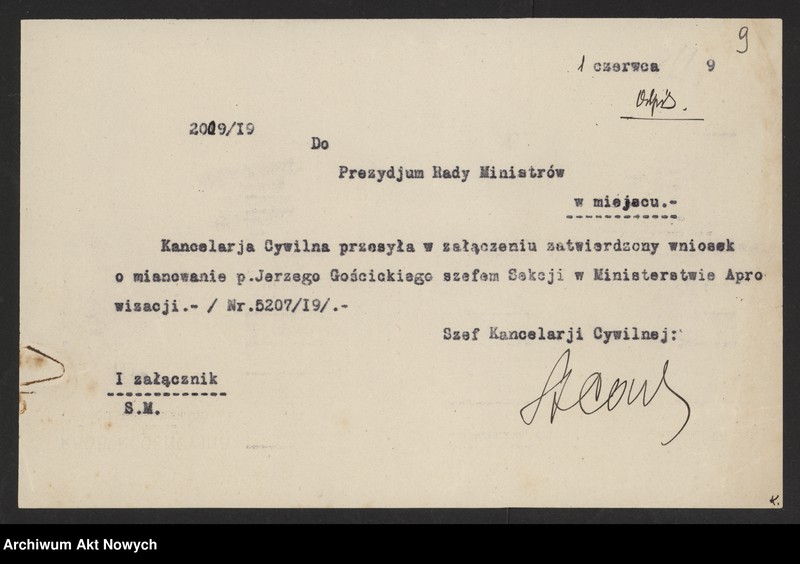 9
1 czerwca 9
Odpis.
2019/19
Do
Prezydjum Rady Ministrów
w miejscu.-
Kancelarja Cywilna przesyła w załączeniu zatwierdzony wniosek
o mianowanie p.Jerzego Gościckiego szefem Sekcji w Ministerstwie Apro
wizacji.- / Nr.5207/19/.-
Szef Kancelarji Cywilnej:
I załącznik
S.M.
K.
Archiwum Akt Nowych